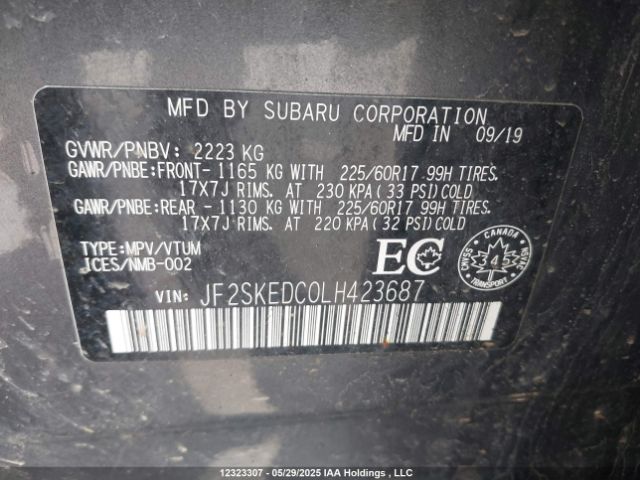 MFD BY SUBARU CORPORATION
MFD IN 09/19
GVWR/PNBV: 2223 KG
GAWR/PNBE:FRONT- 1165 KG WITH 225/60R17 99H TIRES.
17X7J RIMS. AT 230 KPA(33 PSI)COLD
GAWR/PNBE:REAR - 1130 KG WITH 225/60R17 99H TIRES.
17X7J RIMS. AT 220 KPA(32 PSI)COLD
TYPE:MPV/VTUM
ICES/NMB-002
EC
CANADA
CMVSS
NSVAC
343
TRANSPORT
VIN: JF2SKEDC0LH423687
12323307 - 05/29/2025 IAA Holdings , LLC